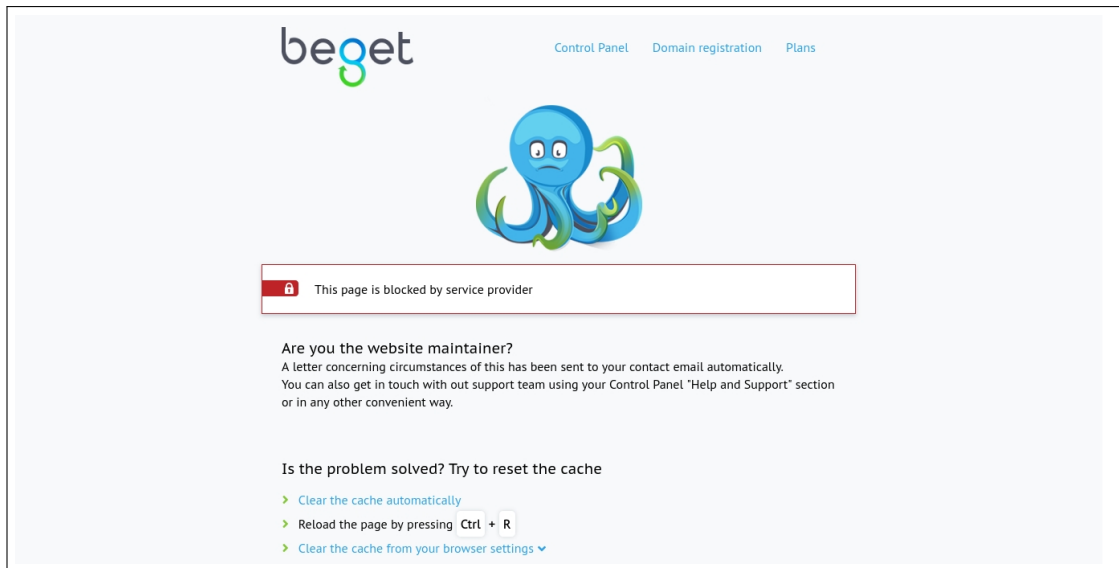 beget
Control Panel Domain registration Plans
This page is blocked by service provider
Are you the website maintainer?
A letter concerning circumstances of this has been sent to your contact email automatically.
You can also get in touch with out support team using your Control Panel "Help and Support" section
or in any other convenient way.
Is the problem solved? Try to reset the cache
Clear the cache automatically
Reload the page by pressing Ctrl + R
Clear the cache from your browser settings